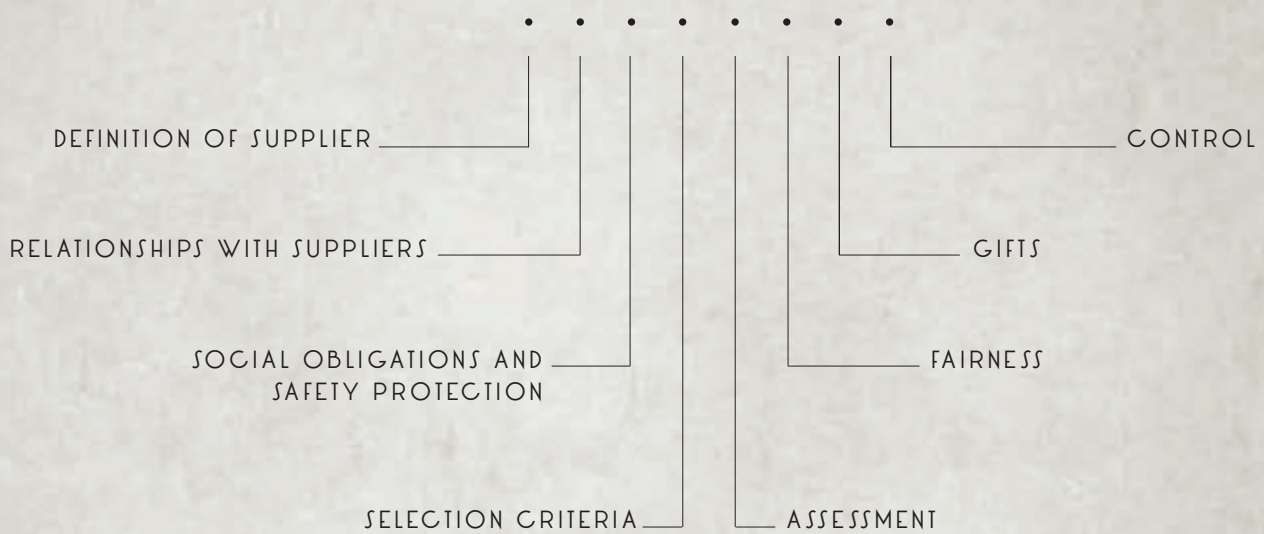 DEFINITION OF SUPPLIER
CONTROL
RELATIONSHIPS WITH SUPPLIERS
GIFTS
SOCIAL OBLIGATIONS AND
SAFETY PROTECTION
FAIRNESS
SELECTION CRITERIA
ASSESSMENT